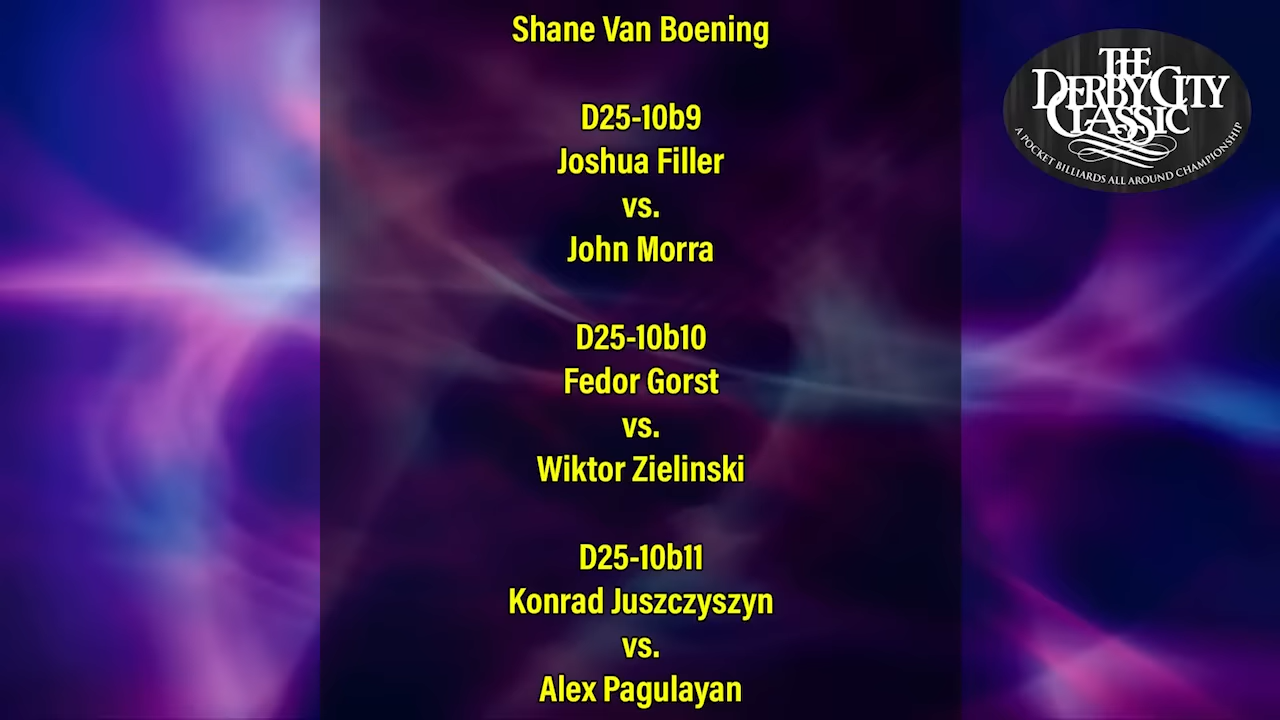 Shane Van Boening
D25-10b9
Joshua Filler
vs.
John Morra
D25-10b10
Fedor Gorst
vs.
Wiktor Zielinski
D25-10b11
Konrad Juszczyszyn
vs.
Alex Pagulayan
THE
DERBY CITY
CLASSIC
A POCKET BILLIARDS ALL AROUND CHAMPIONSHIP